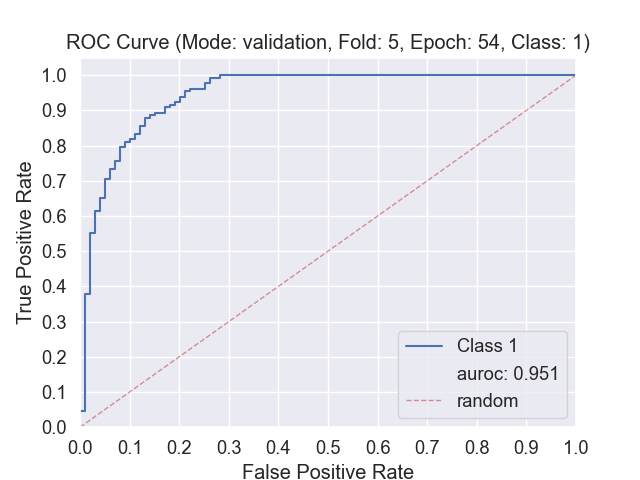 ROC Curve (Mode: validation, Fold: 5, Epoch: 54, Class: 1)
True Positive Rate
1.0
0.9
0.8
0.7
0.6
0.5
0.4
0.3
0.2
0.1
0.0
Class 1
auroc: 0.951
random
0.0 0.1 0.2 0.3 0.4 0.5 0.6 0.7 0.8 0.9 1.0
False Positive Rate